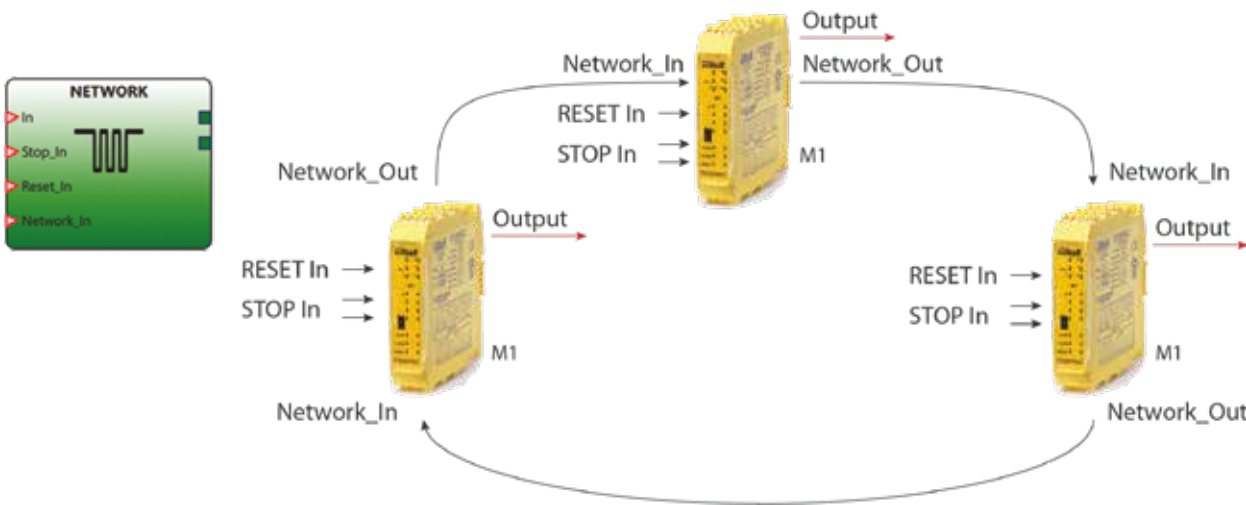 NETWORK
In
Stop_In
Reset_In
Network_In
Output
Network_In
Network_Out
RESET In
STOP In
M1
Network_Out
Output
RESET In
STOP In
M1
Network_In
Network_In
Output
RESET In
STOP In
M1
Network_Out